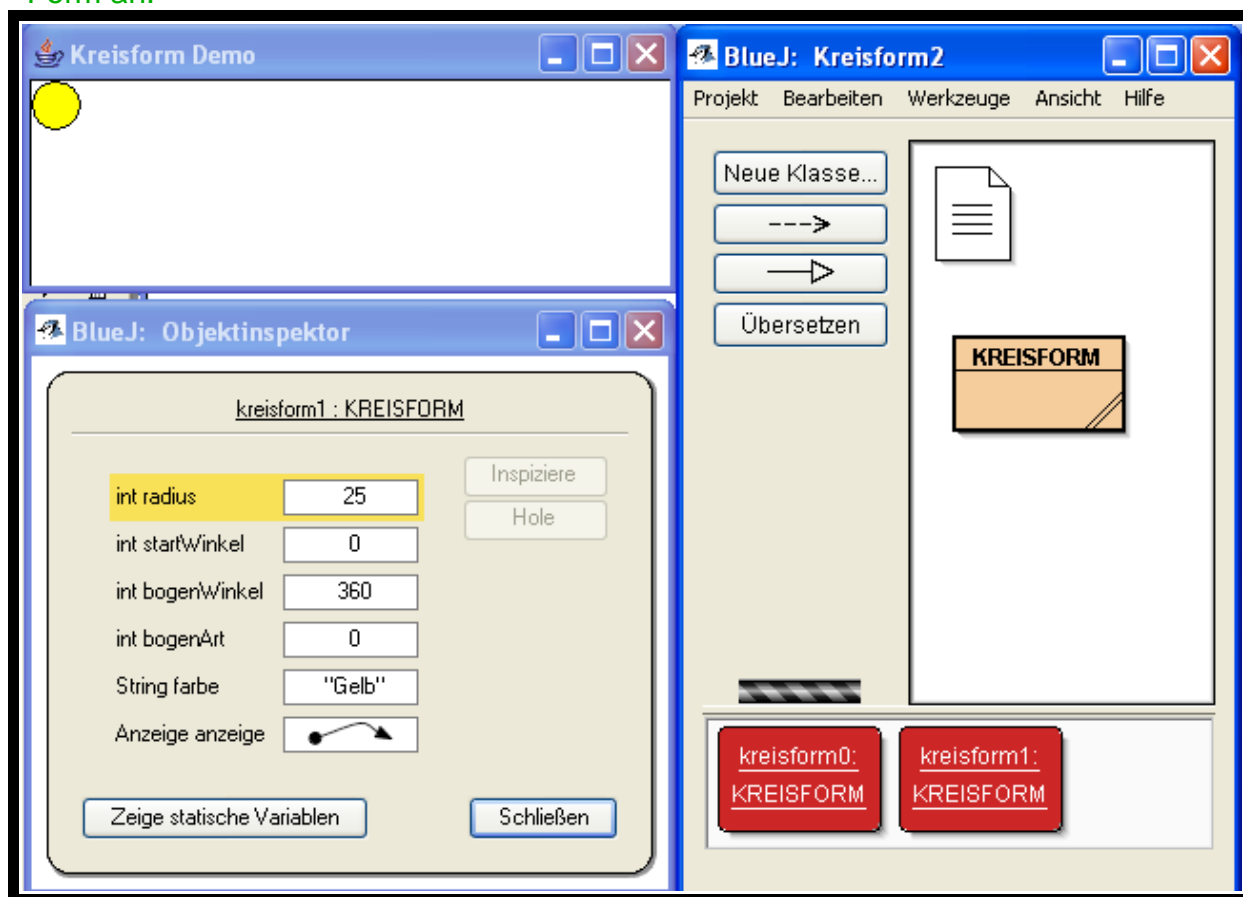 Form an.
Kreisform Demo
BlueJ: Kreisform2
Projekt Bearbeiten Werkzeuge Ansicht Hilfe
Neue Klasse...
Übersetzen
KREISFORM
BlueJ: Objektinspektor
kreisform1 : KREISFORM
int radius 25
int startWinkel 0
int bogenWinkel 360
int bogenArt 0
String farbe "Gelb"
Anzeige anzeige
Inspiziere
Hole
Zeige statische Variablen
Schließen
kreisform0:
KREISFORM
kreisform1:
KREISFORM